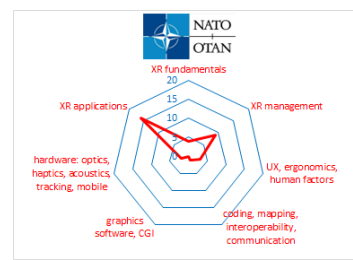 NATO
OTAN
XR fundamentals
20
15
10
5
0
XR applications
XR management
hardware: optics,
haptics, acoustics,
tracking, mobile
UX, ergonomics,
human factors
graphics
software, CGI
coding, mapping,
interoperability,
communication